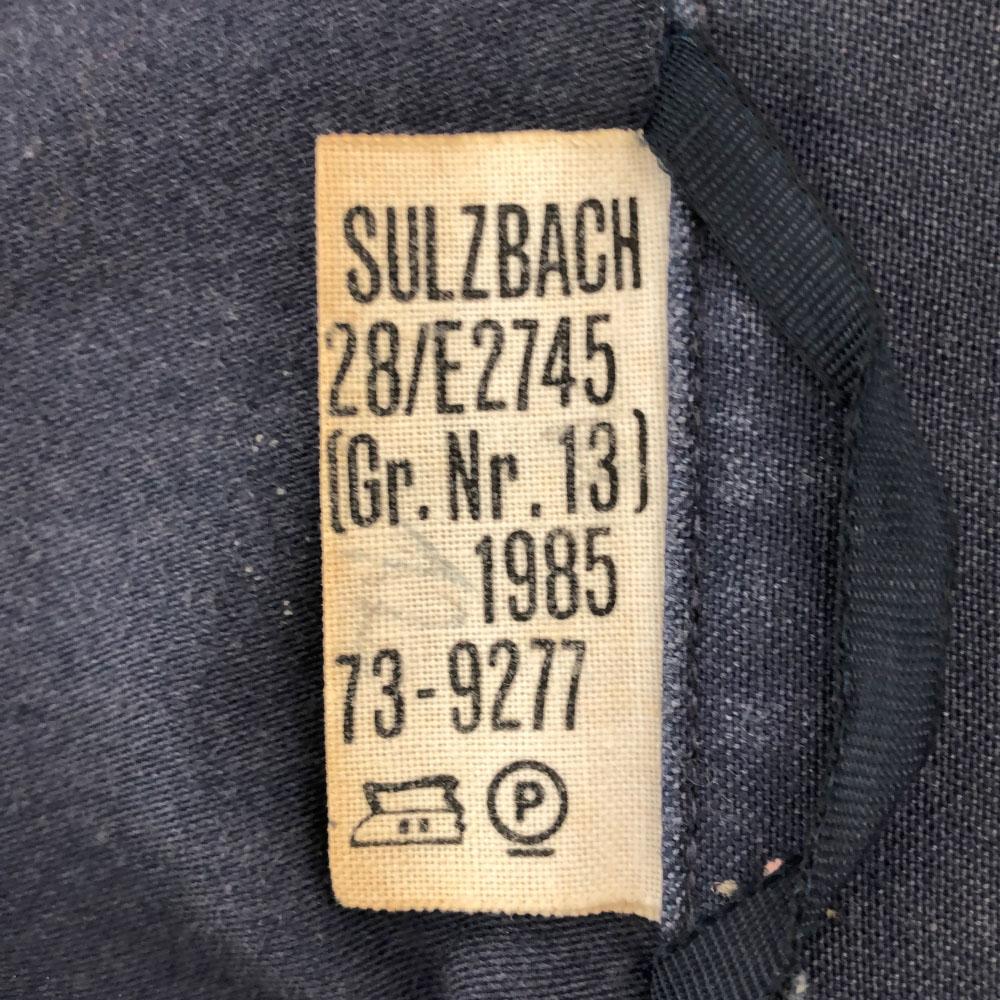 SULZBACH
28/E2745
(Gr. Nr. 13)
1985
73-9277
P